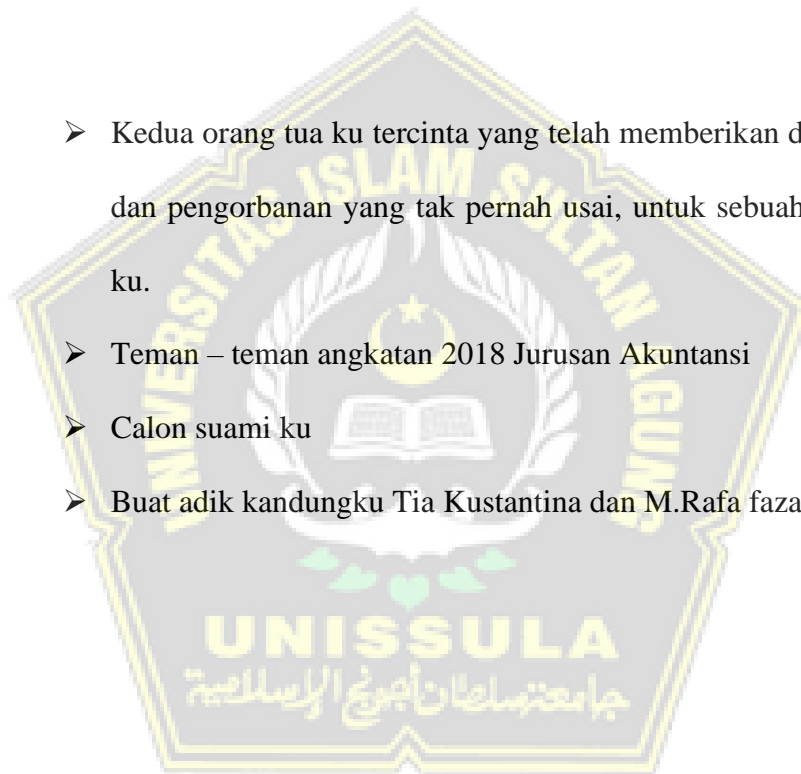 ➢ Kedua orang tua ku tercinta yang telah memberikan d
dan pengorbanan yang tak pernah usai, untuk sebuah
ku.
➢ Teman – teman angkatan 2018 Jurusan Akuntansi
➢ Calon suami ku
➢ Buat adik kandungku Tia Kustantina dan M.Rafa faza
UNIVERSITAS ISLAM SULTAN AGUNG
UNISSULA
جامعتسلطان أجونج الإسلامية